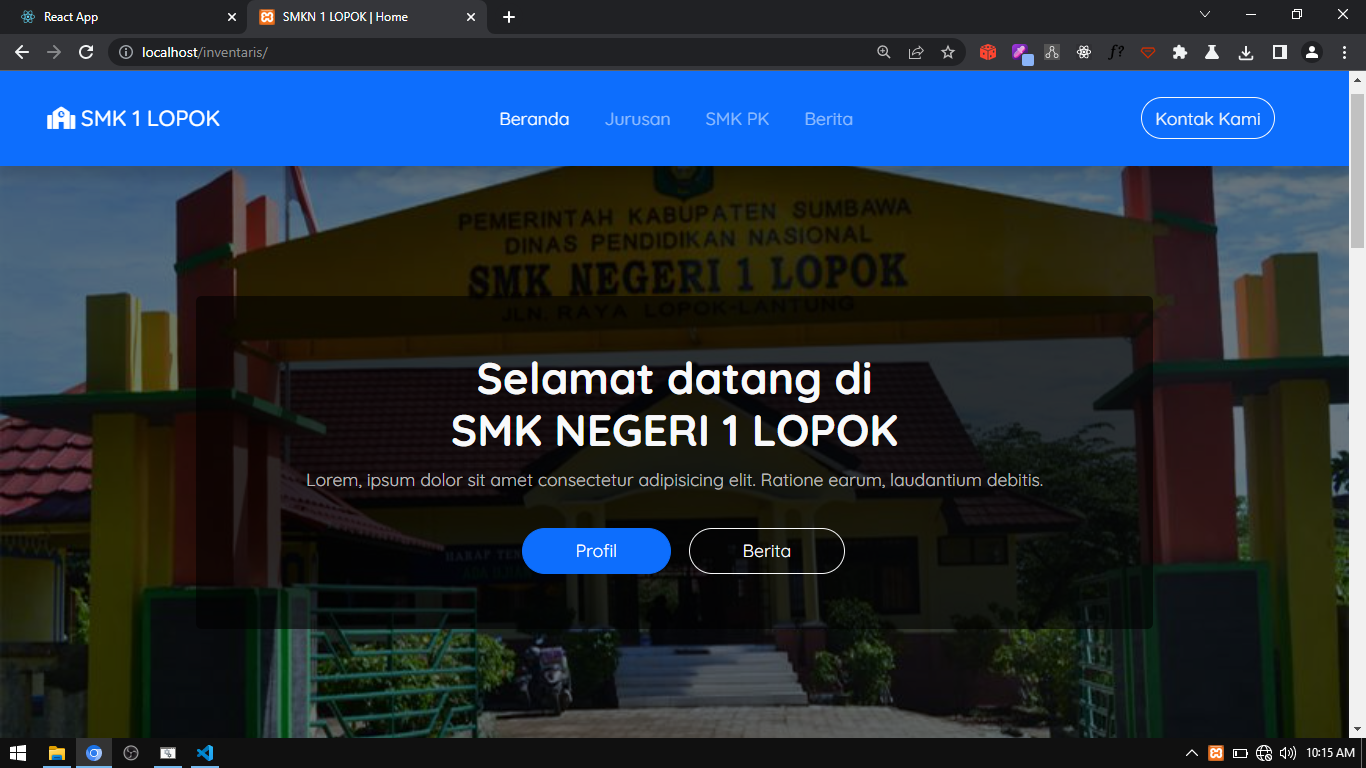 React App
SMKN 1 LOPOK | Home
localhost/inventaris/
SMK 1 LOPOK
Beranda
Jurusan
SMK PK
Berita
Kontak Kami
PEMERINTAH KABUPATEN SUMBAWA
DINAS PENDIDIKAN NASIONAL
SMK NEGERI 1 LOPOK
JLN. RAYA LOPOK-LANTUNG
Selamat datang di
SMK NEGERI 1 LOPOK
Lorem, ipsum dolor sit amet consectetur adipisicing elit. Ratione earum, laudantium debitis.
Profil
Berita
HARAP
10:15 AM